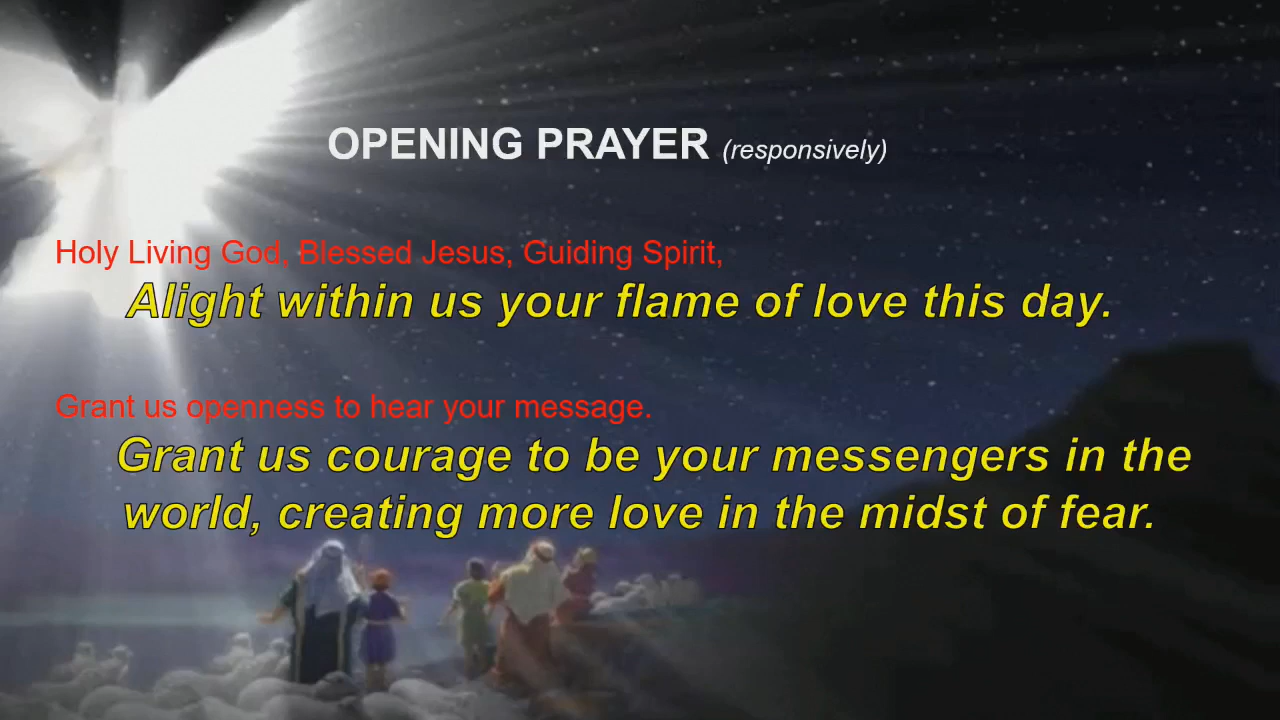 OPENING PRAYER (responsively)
Holy Living God, Blessed Jesus, Guiding Spirit,
Alight within us your flame of love this day.
Grant us openness to hear your message.
Grant us courage to be your messengers in the
world, creating more love in the midst of fear.